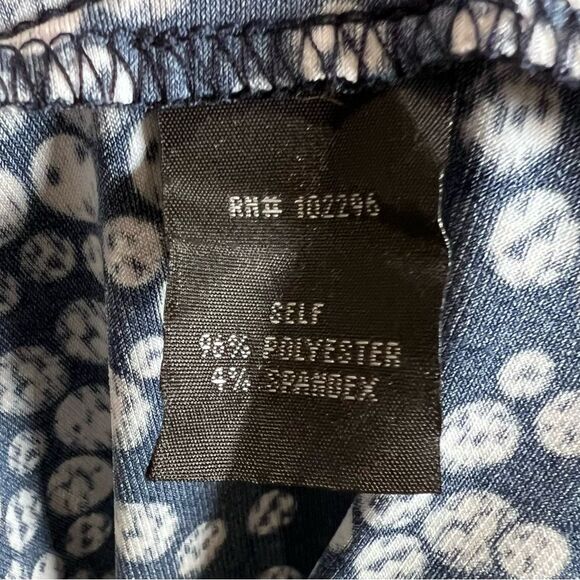 RN# 102296
SELF
96% POLYESTER
4% SPANDEX